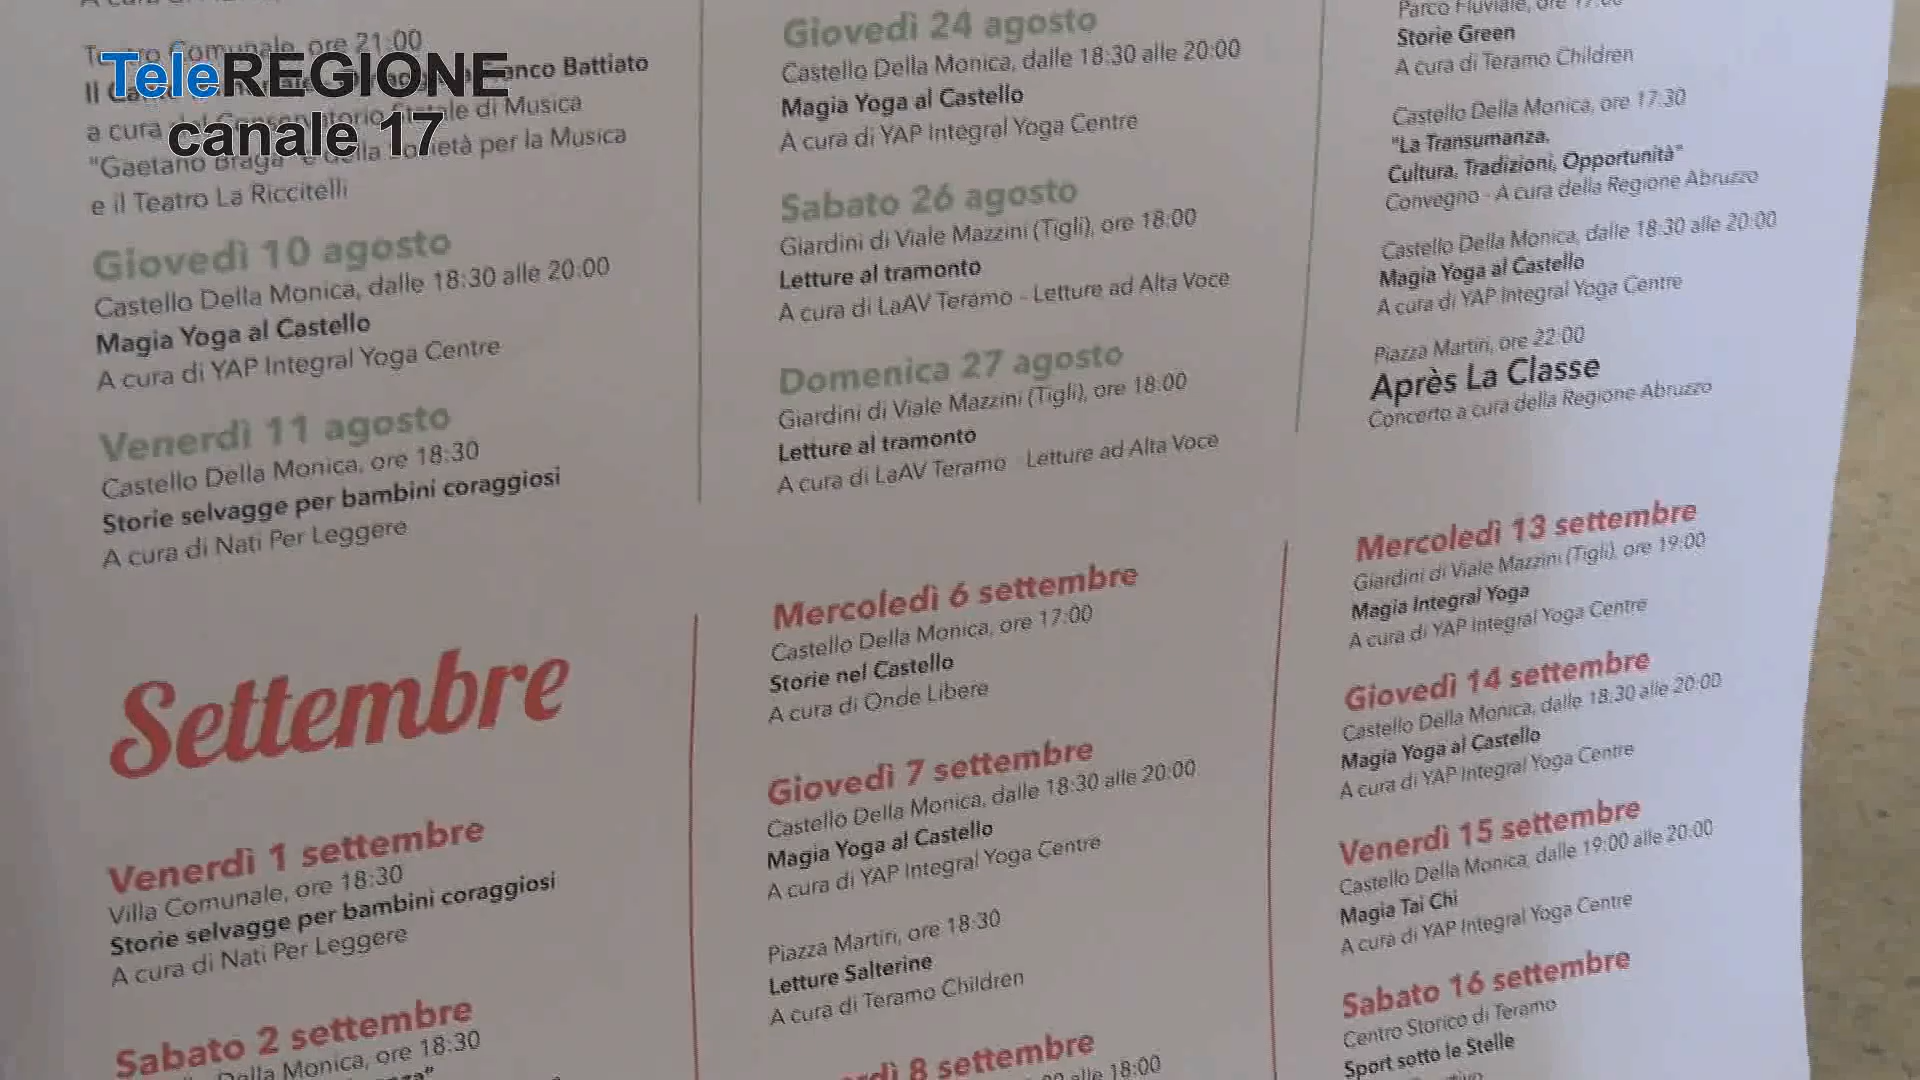 TeleREGIONE
canale 17
Teatro Comunale, ore 21:00
Franco Battiato
a cura del Conservatorio Statale di Musica
"Gaetano Braga" e della Società per la Musica
e il Teatro La Riccitelli
Giovedì 10 agosto
Castello Della Monica, dalle 18:30 alle 20:00
Magia Yoga al Castello
A cura di YAP Integral Yoga Centre
Venerdì 11 agosto
Castello Della Monica, ore 18:30
Storie selvagge per bambini coraggiosi
A cura di Nati Per Leggere
Settembre
Venerdì 1 settembre
Villa Comunale, ore 18:30
Storie selvagge per bambini coraggiosi
A cura di Nati Per Leggere
Sabato 2 settembre
Della Monica, ore 18:30
Giovedì 24 agosto
Castello Della Monica, dalle 18:30 alle 20:00
Magia Yoga al Castello
A cura di YAP Integral Yoga Centre
Sabato 26 agosto
Giardini di Viale Mazzini (Tigli), ore 18:00
Letture al tramonto
A cura di LaAV Teramo - Letture ad Alta Voce
Domenica 27 agosto
Giardini di Viale Mazzini (Tigli), ore 18:00
Letture al tramonto
A cura di LaAV Teramo - Letture ad Alta Voce
Mercoledì 6 settembre
Castello Della Monica, ore 17:00
Storie nel Castello
A cura di Onde Libere
Giovedì 7 settembre
Castello Della Monica, dalle 18:30 alle 20:00
Magia Yoga al Castello
A cura di YAP Integral Yoga Centre
Piazza Martiri, ore 18:30
Letture Salterine
A cura di Teramo Children
8 settembre
alle 18:00
Parco Fluviale, ore 17:00
Storie Green
A cura di Teramo Children
Castello Della Monica, ore 17:30
"La Transumanza,
Cultura, Tradizioni, Opportunità"
Convegno - A cura della Regione Abruzzo
Castello Della Monica, dalle 18:30 alle 20:00
Magia Yoga al Castello
A cura di YAP Integral Yoga Centre
Piazza Martiri, ore 22:00
Après La Classe
Concerto a cura della Regione Abruzzo
Mercoledì 13 settembre
Giardini di Viale Mazzini (Tigli), ore 19:00
Magia Integral Yoga
A cura di YAP Integral Yoga Centre
Giovedì 14 settembre
Castello Della Monica, dalle 18:30 alle 20:00
Magia Yoga al Castello
A cura di YAP Integral Yoga Centre
Venerdì 15 settembre
Castello Della Monica, dalle 19:00 alle 20:00
Magia Tai Chi
A cura di YAP Integral Yoga Centre
Sabato 16 settembre
Centro Storico di Teramo
Sport sotto le Stelle